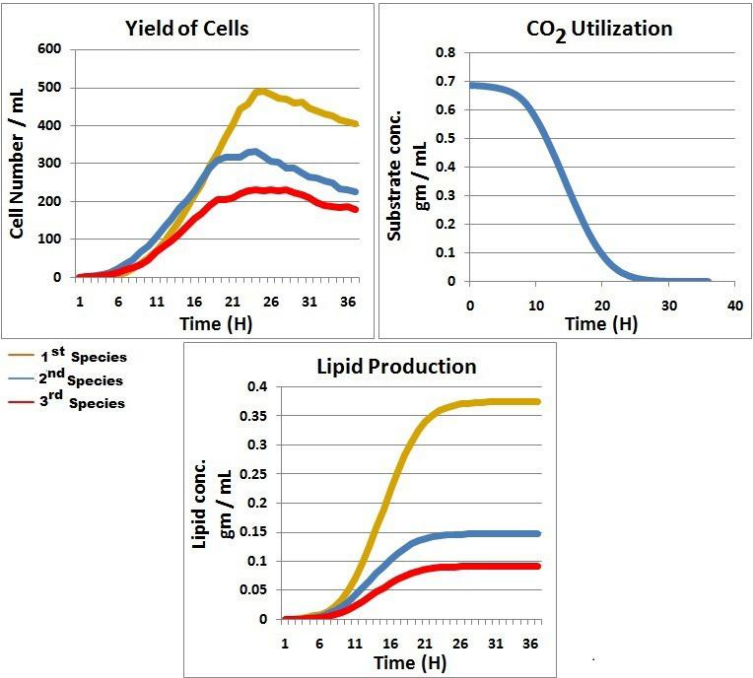 Yield of Cells
600
500
400
300
200
100
0
Cell Number / mL
1 6 11 16 21 26 31 36
Time (H)
CO2 Utilization
0.8
0.7
0.6
0.5
0.4
0.3
0.2
0.1
0
Substrate conc.
gm / mL
0 10 20 30 40
Time (H)
1st Species
2nd Species
3rd Species
Lipid Production
0.4
0.35
0.3
0.25
0.2
0.15
0.1
0.05
0
Lipid conc.
gm / mL
1 6 11 16 21 26 31 36
Time (H)